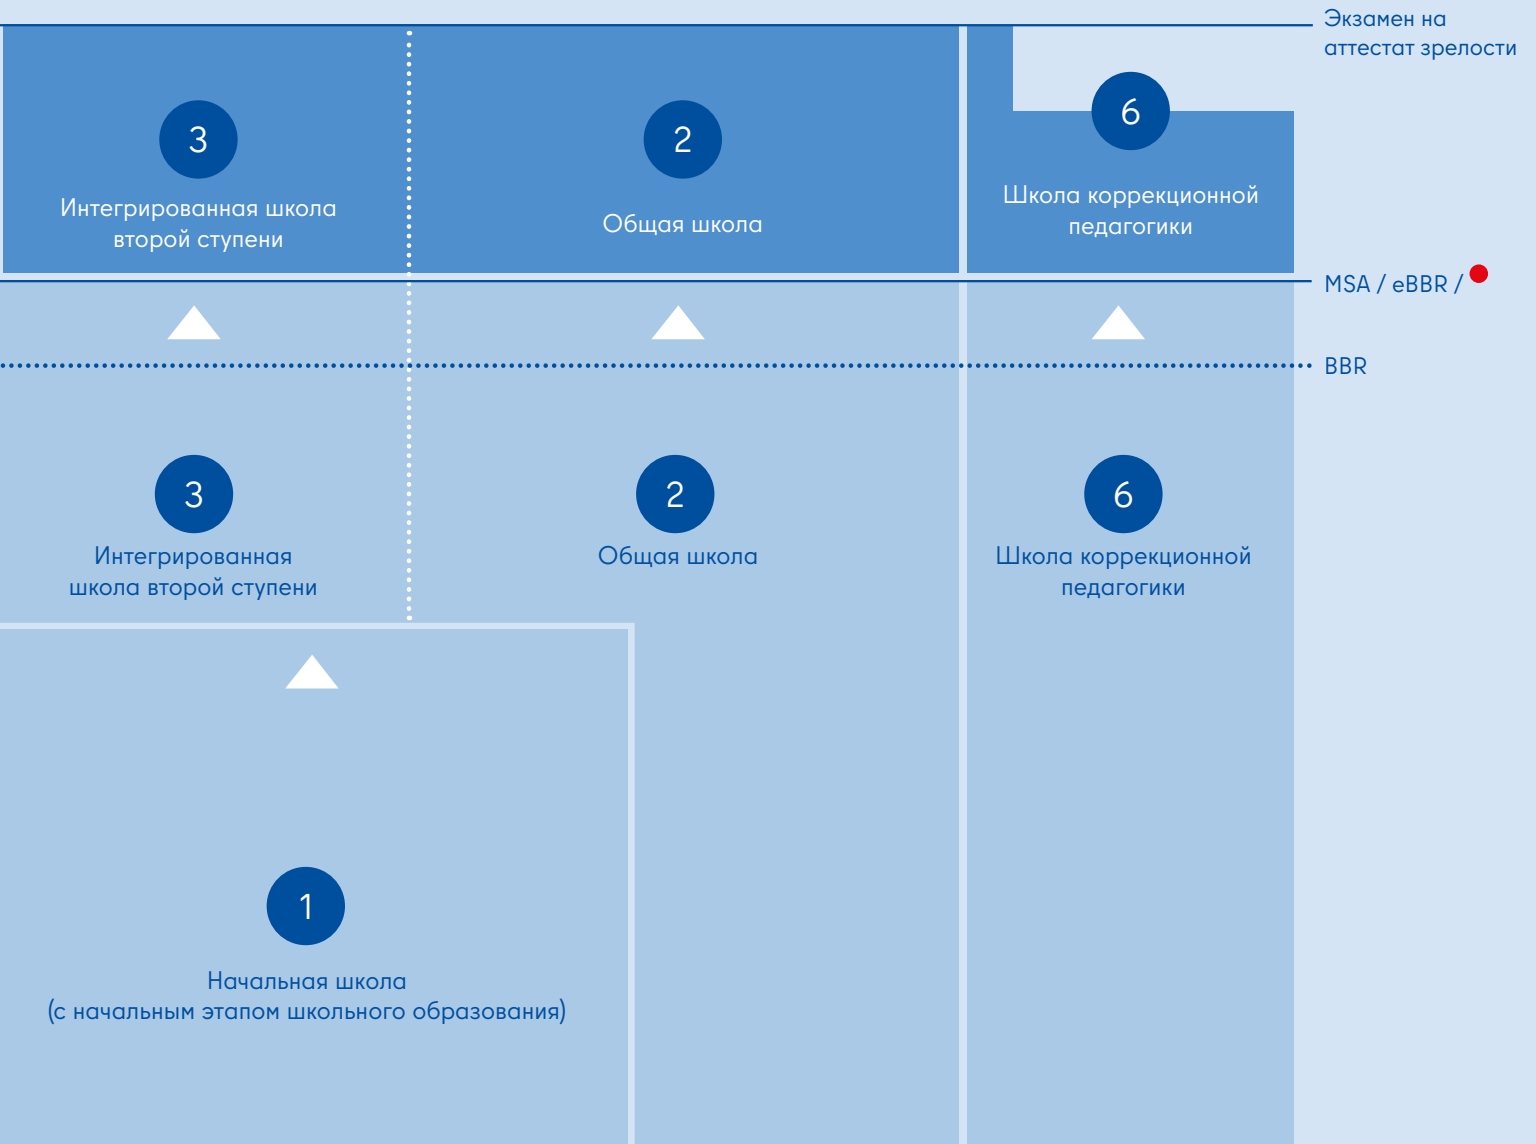 Экзамен на
аттестат зрелости
3
Интегрированная школа
второй ступени
2
Общая школа
6
Школа коррекционной
педагогики
MSA / eBBR /
BBR
3
Интегрированная
школа второй ступени
2
Общая школа
6
Школа коррекционной
педагогики
1
Начальная школа
(с начальным этапом школьного образования)